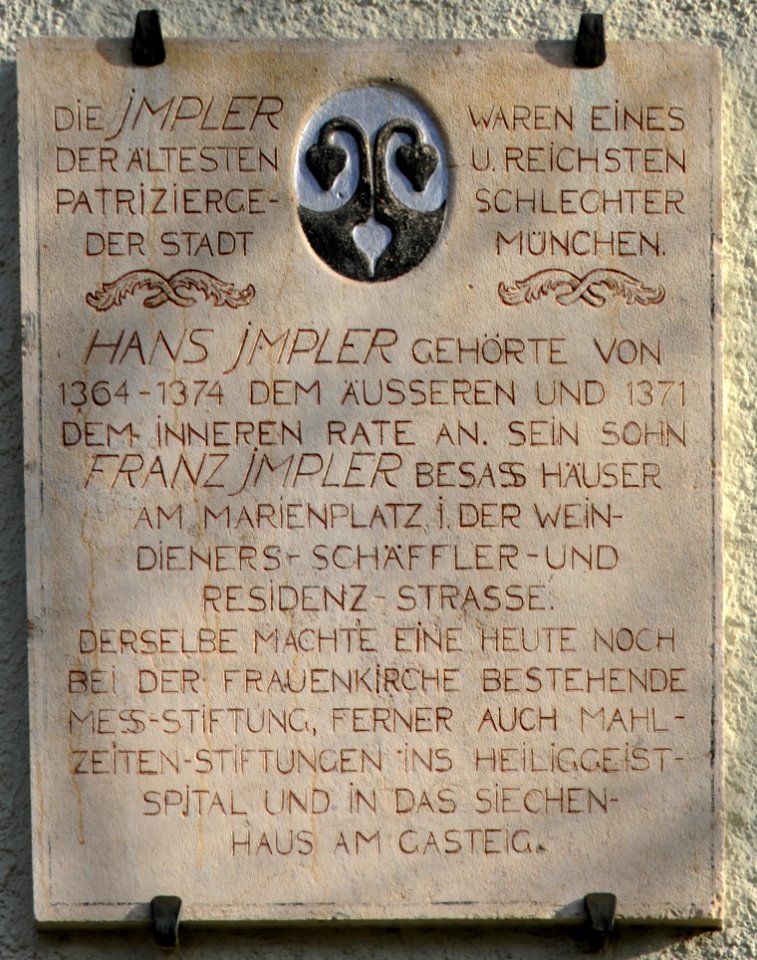 DIE JMPLER WAREN EINES
DER ÄLTESTEN U. REICHSTEN
PATRIZIERGE- SCHLECHTER
DER STADT MÜNCHEN.
HANS JMPLER GEHÖRTE VON
1364-1374 DEM ÄUSSEREN UND 1371
DEM INNEREN RATE AN. SEIN SOHN
FRANZ JMPLER BESASS HÄUSER
AM MARIENPLATZ, I. DER WEIN-
DIENERS-SCHÄFFLER-UND
RESIDENZ-STRASSE.
DERSELBE MACHTE EINE HEUTE NOCH
BEI DER FRAUENKIRCHE BESTEHENDE
MESS-STIFTUNG, FERNER AUCH MAHL-
ZEITEN-STIFTUNGEN INS HEILIGGEIST-
SPITAL UND IN DAS SIECHEN-
HAUS AM GASTEIG.